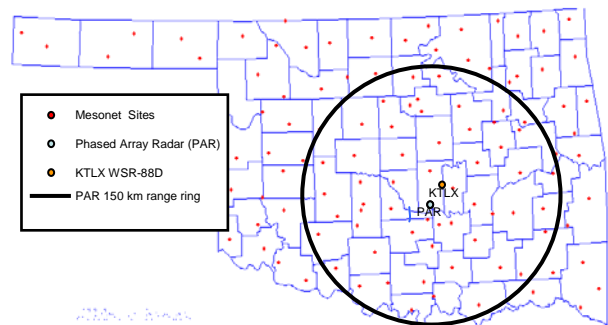 Mesonet Sites
Phased Array Radar (PAR)
KTLX WSR-88D
PAR 150 km range ring
KTLX
PAR